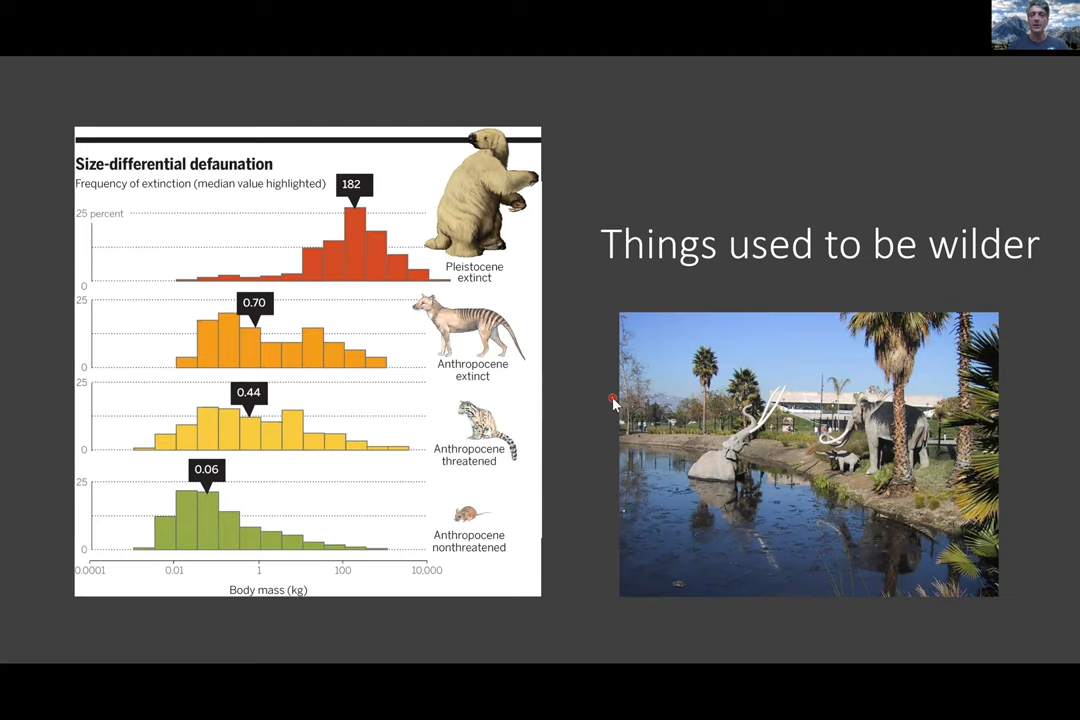 Size-differential defaunation
Frequency of extinction (median value highlighted)
182
25 percent
0
Pleistocene
extinct
25
0.70
0
Anthropocene
extinct
25
0.44
0
Anthropocene
threatened
25
0.06
0
Anthropocene
nonthreatened
0.0001 0.01 1 100 10,000
Body mass (kg)
Things used to be wilder